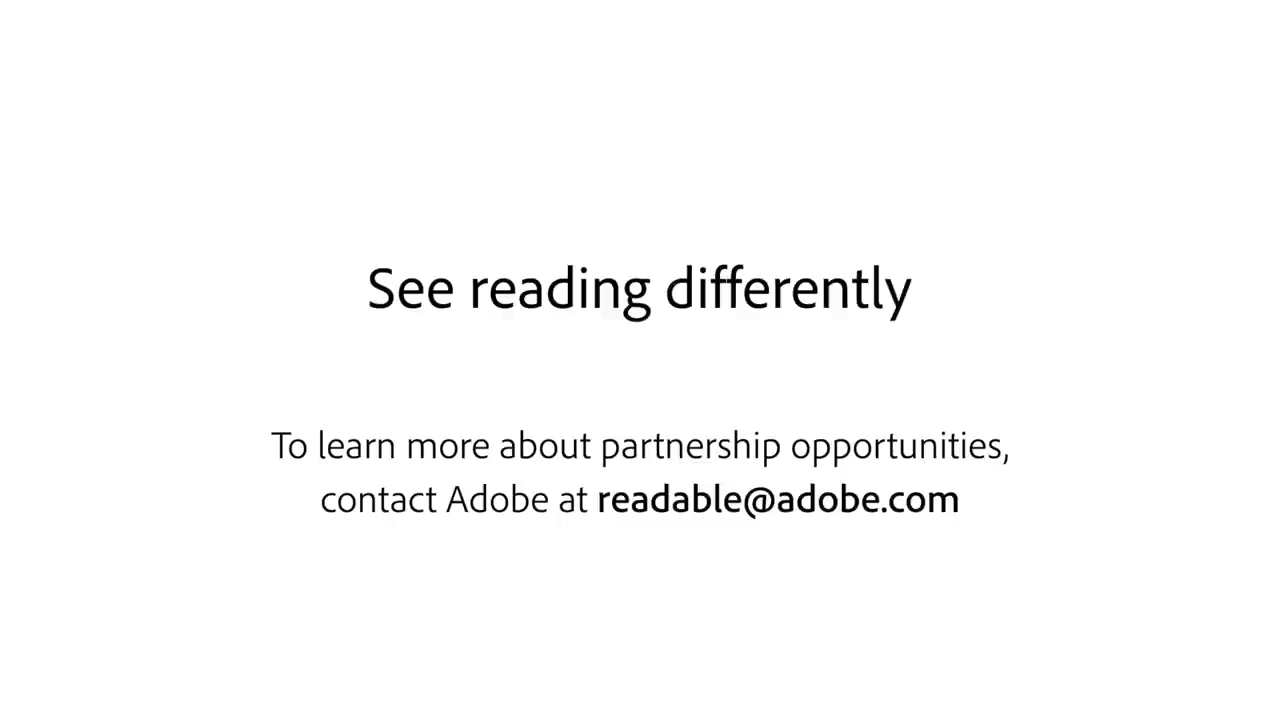 See reading differently
To learn more about partnership opportunities,
contact Adobe at readable@adobe.com